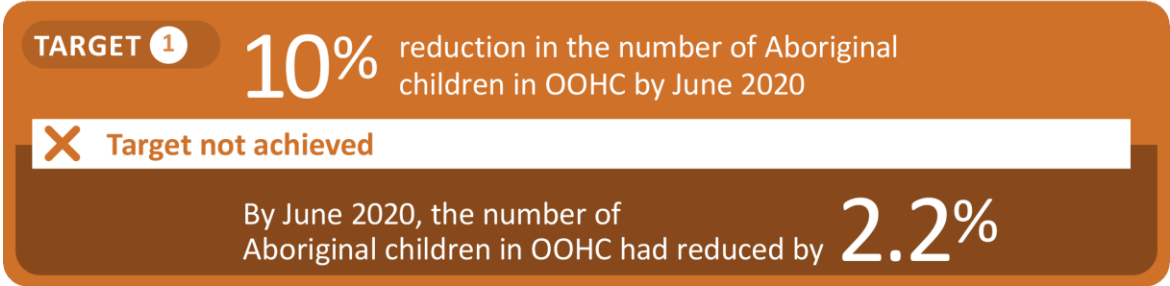 TARGET 1
10% reduction in the number of Aboriginal
children in OOHC by June 2020
Target not achieved
By June 2020, the number of
Aboriginal children in OOHC had reduced by 2.2%